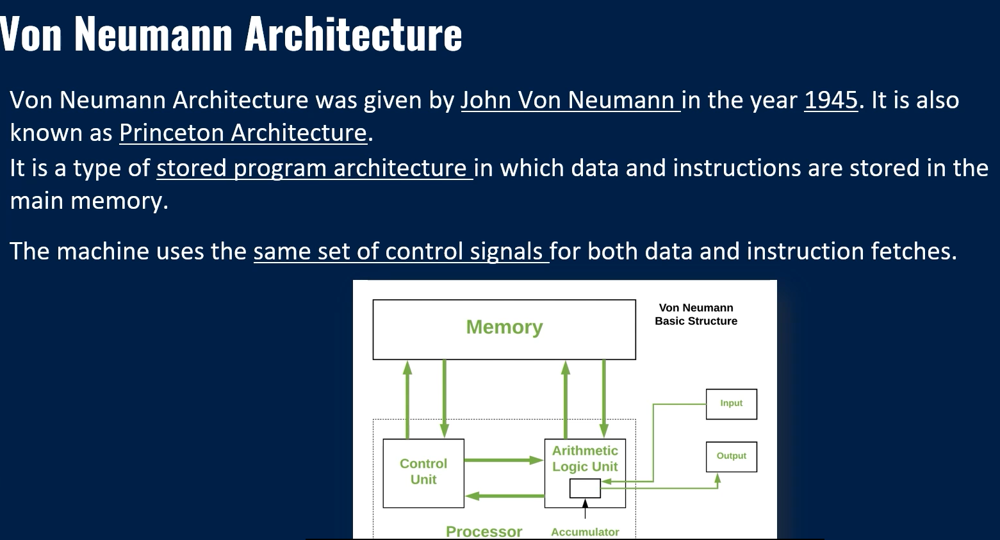 Von Neumann Architecture
Von Neumann Architecture was given by John Von Neumann in the year 1945. It is also
known as Princeton Architecture.
It is a type of stored program architecture in which data and instructions are stored in the
main memory.
The machine uses the same set of control signals for both data and instruction fetches.
Von Neumann
Basic Structure
Memory
Input
Output
Control
Unit
Arithmetic
Logic Unit
Processor
Accumulator